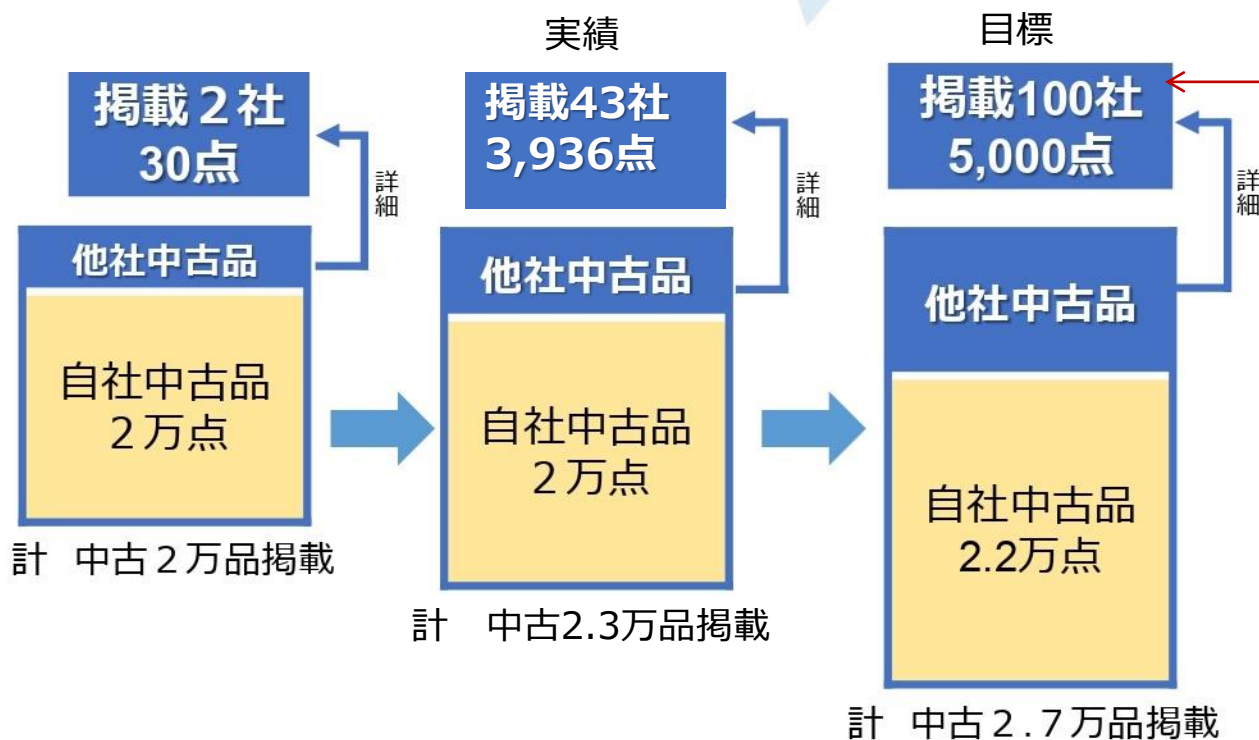 掲載２社
30点
詳細
他社中古品
自社中古品
２万点
計　中古２万品掲載
実績
掲載43社
3,936点
詳細
他社中古品
自社中古品
２万点
計　中古2.3万品掲載
目標
掲載100社
5,000点
詳細
他社中古品
自社中古品
2.2万点
計　中古２.７万品掲載